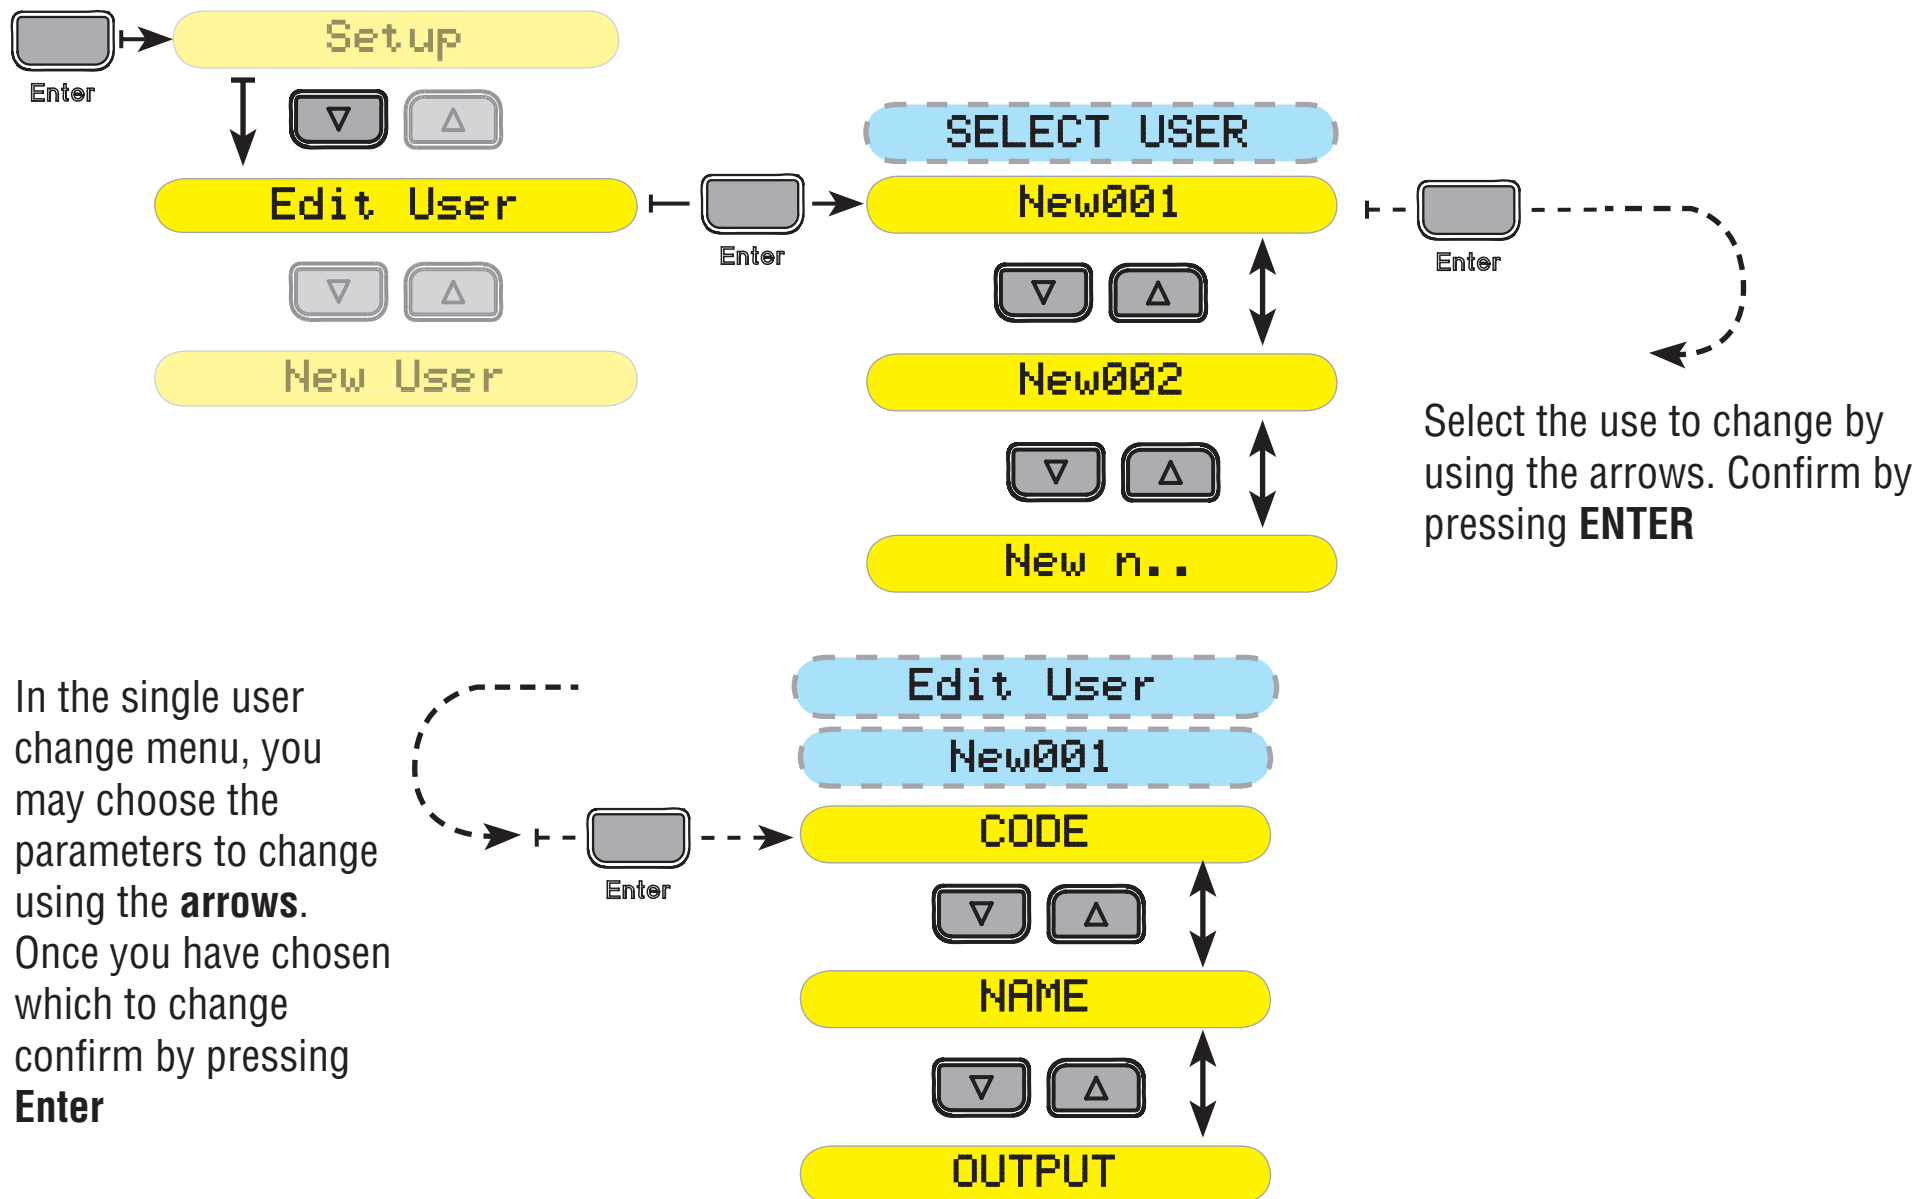 Setup
Enter
Edit User
Enter
New User
SELECT USER
New001
Enter
New002
New n..
Select the use to change by
using the arrows. Confirm by
pressing ENTER
In the single user
change menu, you
may choose the
parameters to change
using the arrows.
Once you have chosen
which to change
confirm by pressing
Enter
Enter
Edit User
New001
CODE
NAME
OUTPUT